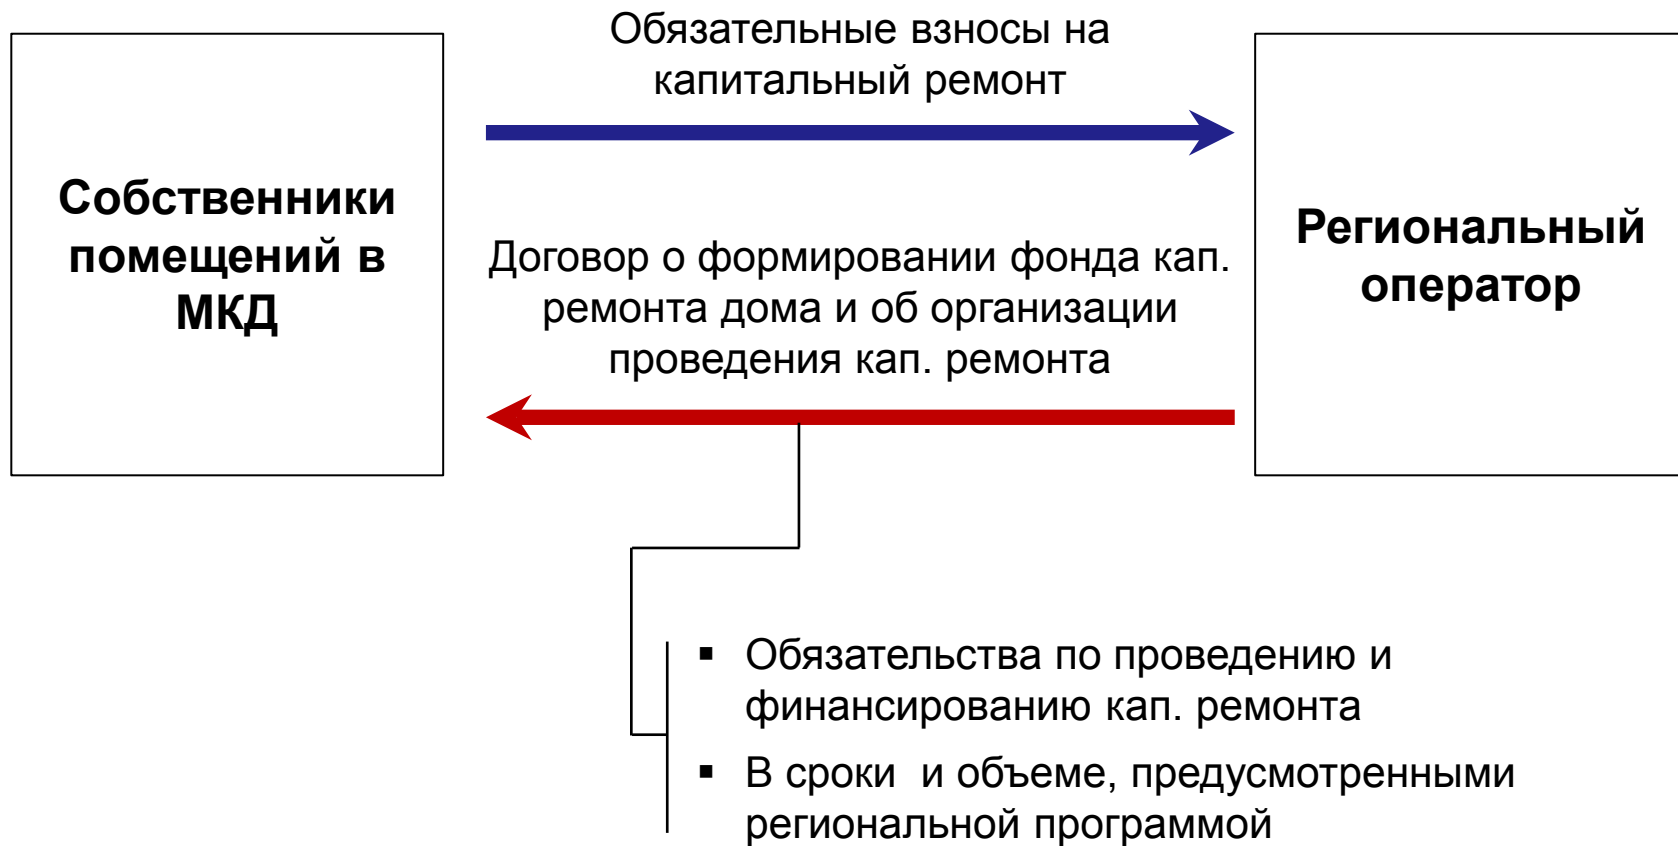 Обязательные взносы на
капитальный ремонт
Собственники
помещений в
МКД
Договор о формировании фонда кап.
ремонта дома и об организации
проведения кап. ремонта
Региональный
оператор
▪ Обязательства по проведению и
финансированию кап. ремонта
▪ В сроки  и объеме, предусмотренными
региональной программой